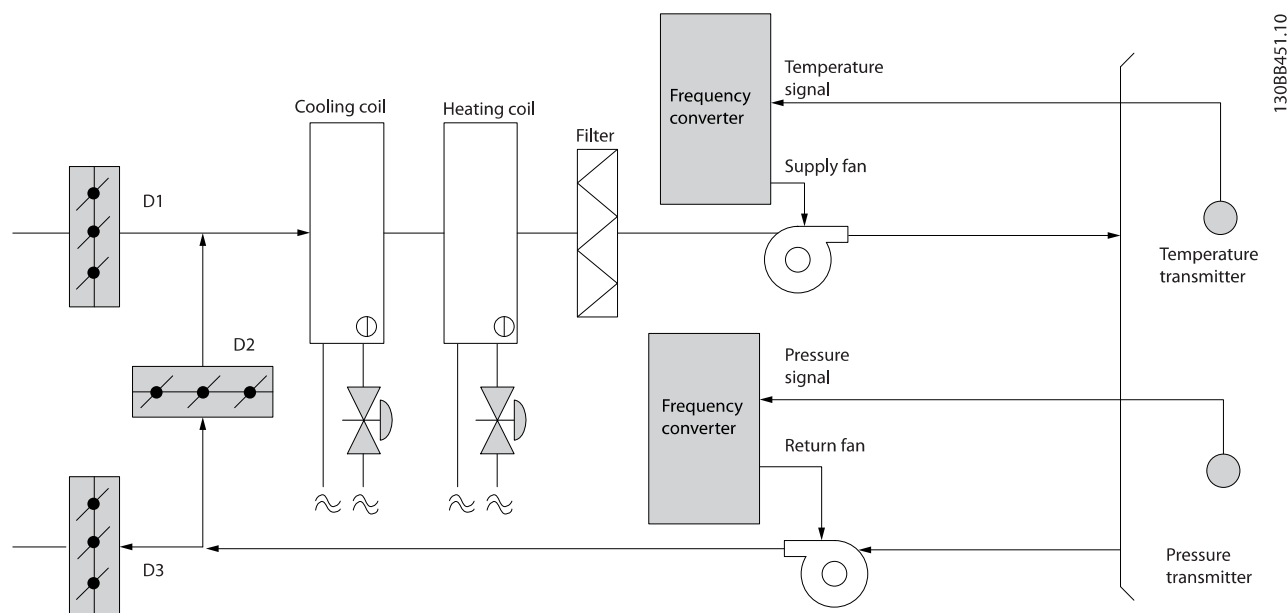 130BB451.10
Temperature
signal
Frequency
converter
Cooling coil
Heating coil
Filter
Supply fan
D1
Temperature
transmitter
D2
Pressure
signal
Frequency
converter
Return fan
D3
Pressure
transmitter